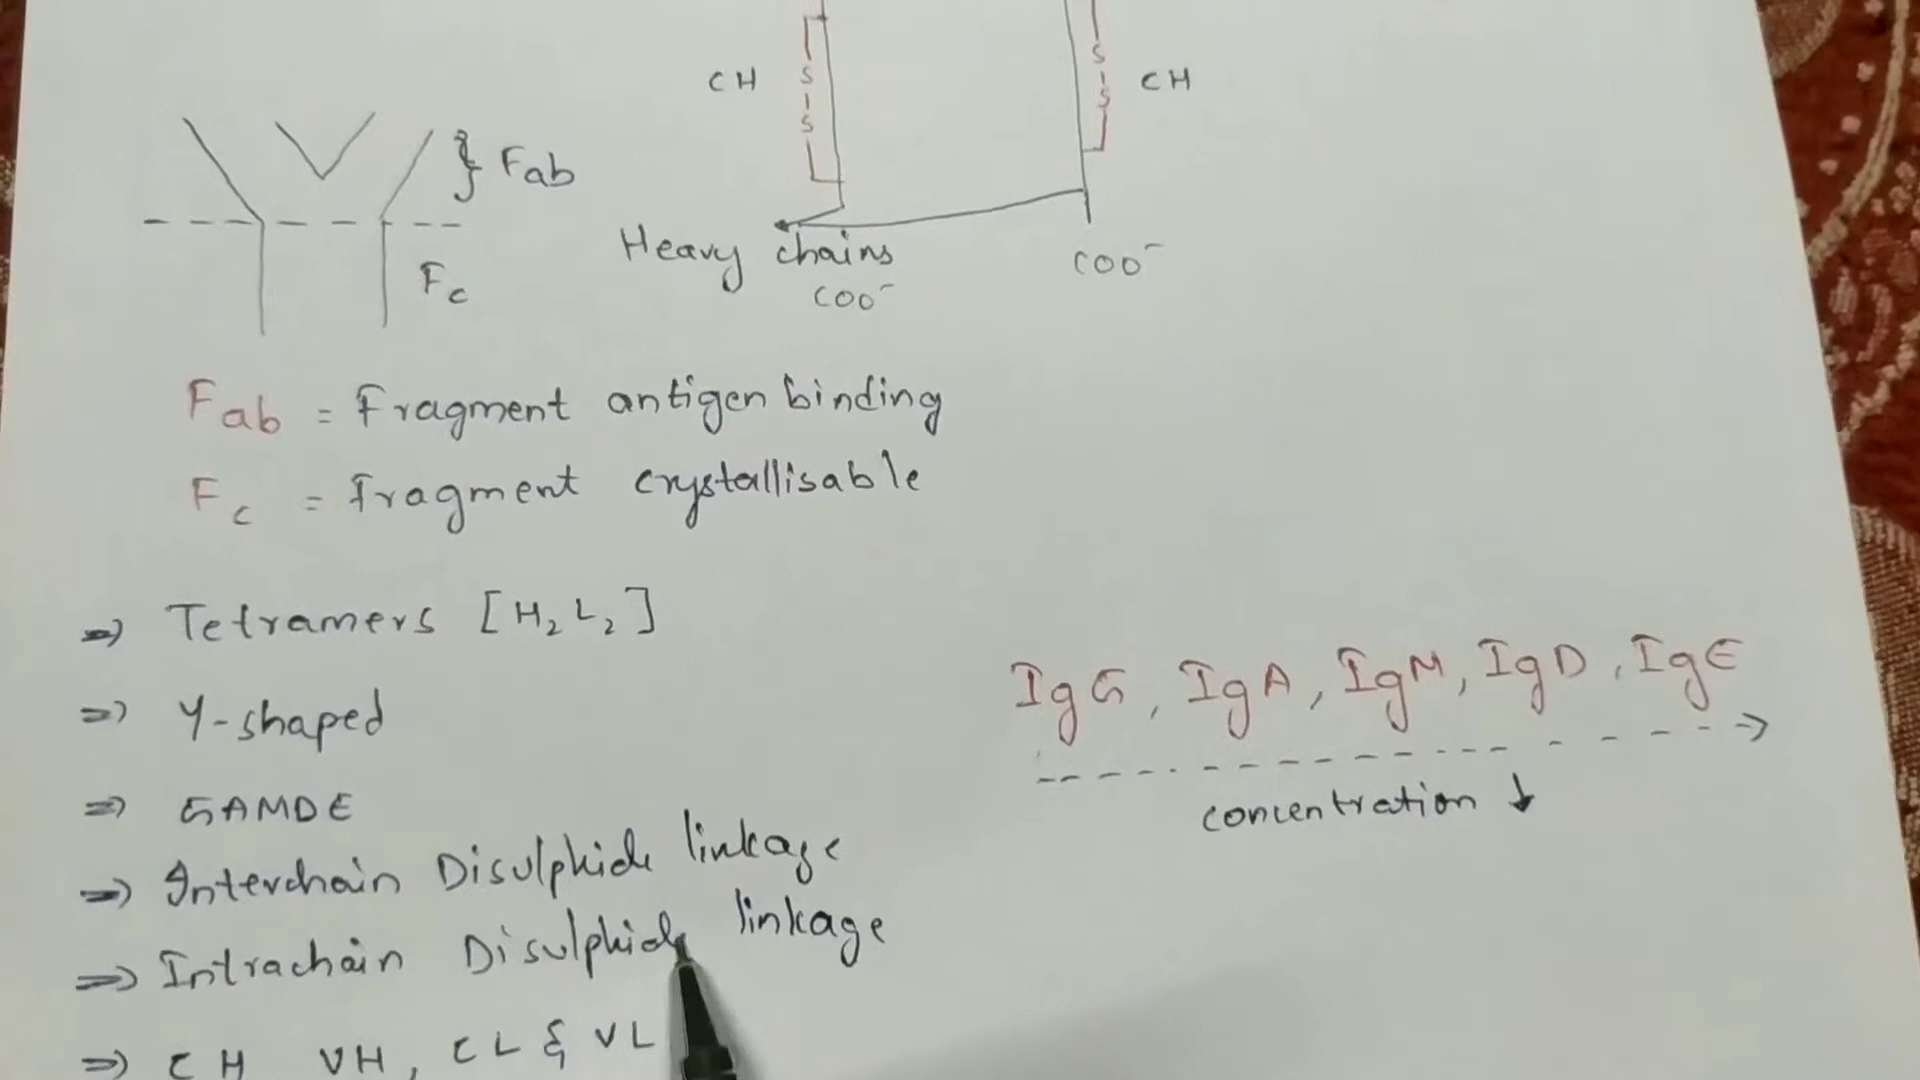 CH S S S S CH
Fab
Fc
Heavy chains
COO⁻ COO⁻
Fab = Fragment antigen binding
Fc = Fragment crystallisable
⇒ Tetramers [H₂L₂]
⇒ Y-shaped
⇒ GAMDE
⇒ Interchain Disulphide linkage
⇒ Intrachain Disulphide linkage
⇒ CH VH, CL & VL
IgG, IgA, IgM, IgD, IgE
concentration ↓